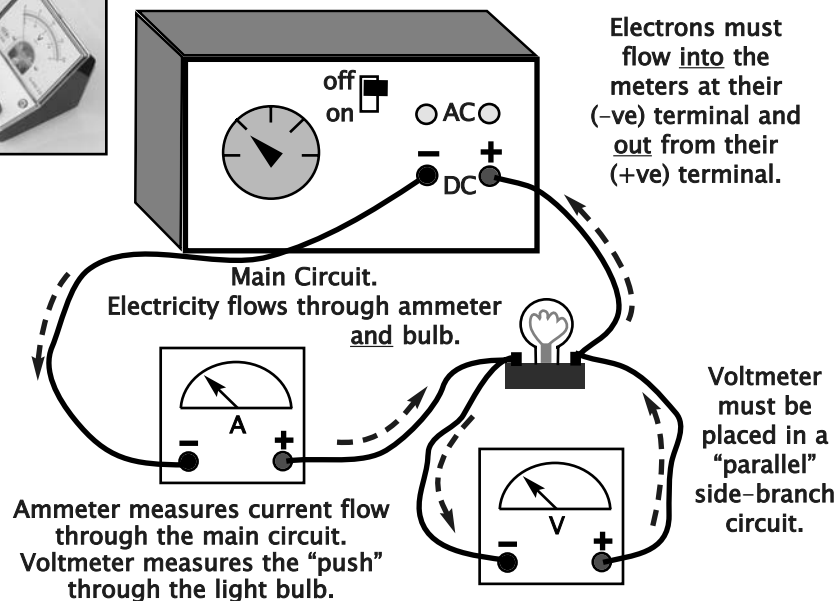 Electrons must
flow into the
meters at their
(-ve) terminal and
out from their
(+ve) terminal.
off
on
AC
− +
DC
Main Circuit.
Electricity flows through ammeter
and bulb.
A
− +
Voltmeter
must be
placed in a
“parallel”
side-branch
circuit.
V
− +
Ammeter measures current flow
through the main circuit.
Voltmeter measures the “push”
through the light bulb.